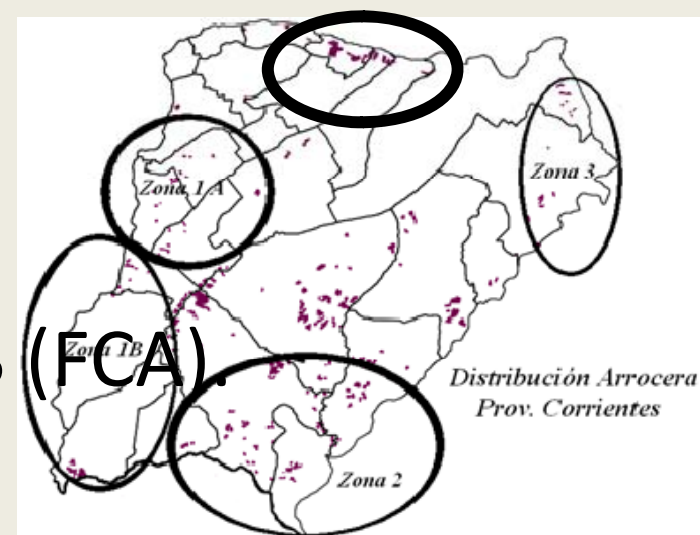 Zona 3
Zona 1A
Zona 1B
(FCA).
Distribución Arrocera
Prov. Corrientes
Zona 2